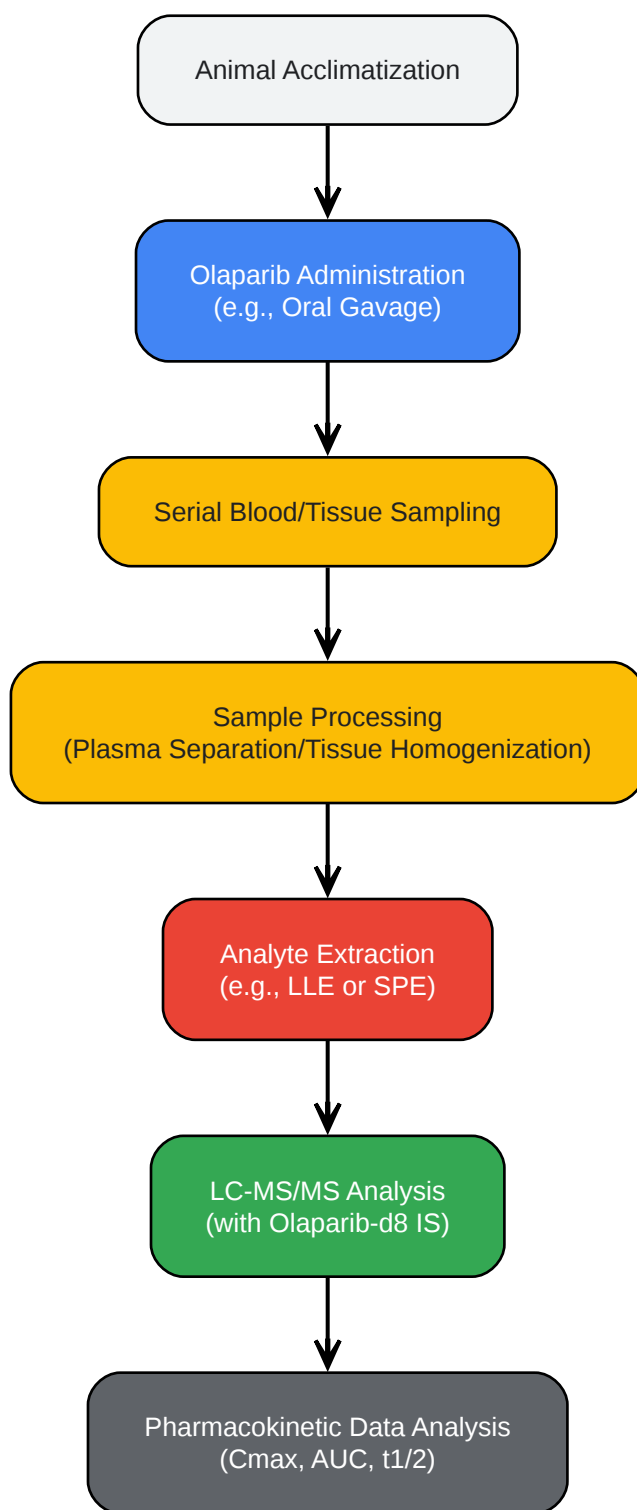 Animal Acclimatization
Olaparib Administration
(e.g., Oral Gavage)
Serial Blood/Tissue Sampling
Sample Processing
(Plasma Separation/Tissue Homogenization)
Analyte Extraction
(e.g., LLE or SPE)
LC-MS/MS Analysis
(with Olaparib-d8 IS)
Pharmacokinetic Data Analysis
(Cmax, AUC, t1/2)